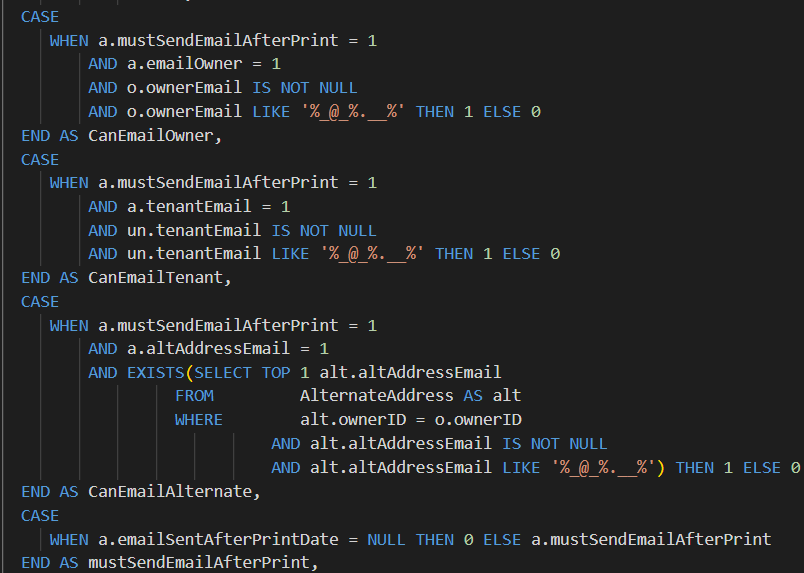 CASE
WHEN a.mustSendEmailAfterPrint = 1
AND a.emailOwner = 1
AND o.ownerEmail IS NOT NULL
AND o.ownerEmail LIKE '%_@_%.__%' THEN 1 ELSE 0
END AS CanEmailOwner,
CASE
WHEN a.mustSendEmailAfterPrint = 1
AND a.tenantEmail = 1
AND un.tenantEmail IS NOT NULL
AND un.tenantEmail LIKE '%_@_%.__%' THEN 1 ELSE 0
END AS CanEmailTenant,
CASE
WHEN a.mustSendEmailAfterPrint = 1
AND a.altAddressEmail = 1
AND EXISTS(SELECT TOP 1 alt.altAddressEmail
FROM AlternateAddress AS alt
WHERE alt.ownerID = o.ownerID
AND alt.altAddressEmail IS NOT NULL
AND alt.altAddressEmail LIKE '%_@_%.__%') THEN 1 ELSE 0
END AS CanEmailAlternate,
CASE
WHEN a.emailSentAfterPrintDate = NULL THEN 0 ELSE a.mustSendEmailAfterPrint
END AS mustSendEmailAfterPrint,